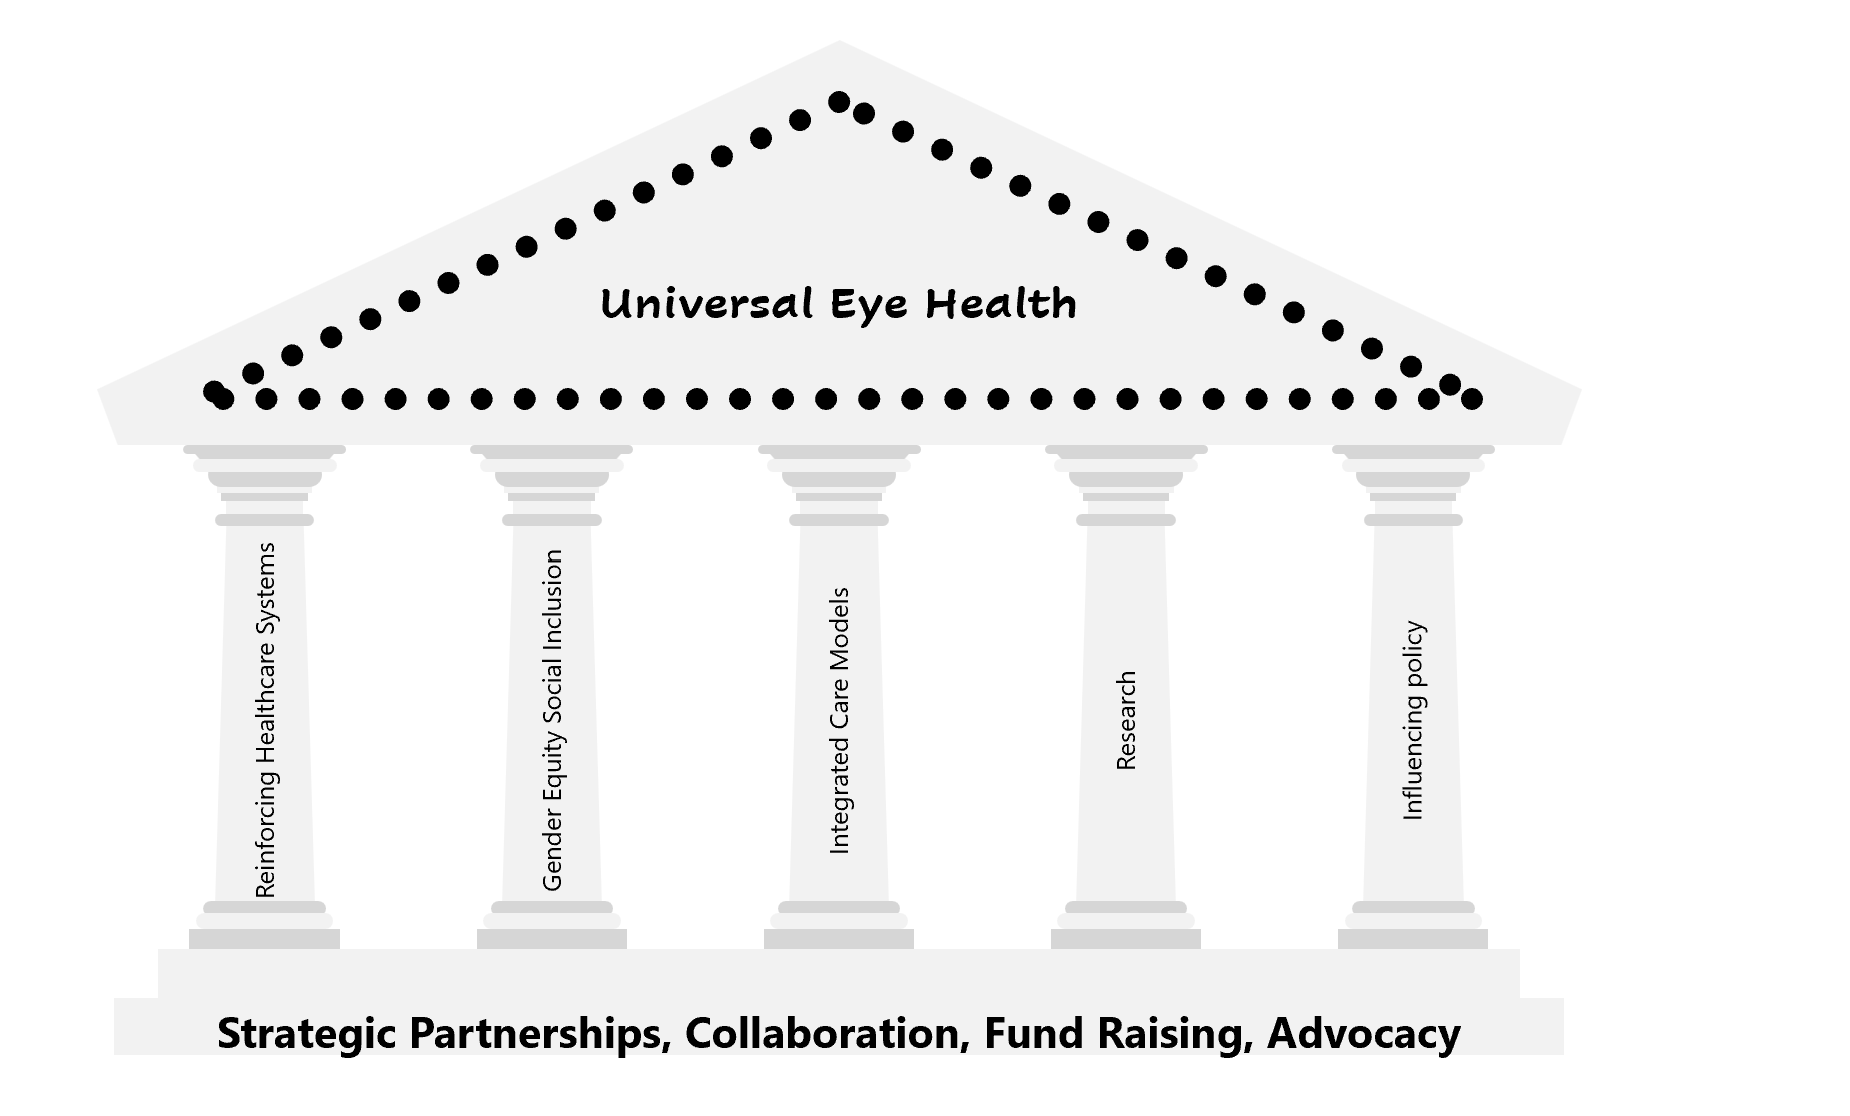 Universal Eye Health
Reinforcing Healthcare Systems
Gender Equity Social Inclusion
Integrated Care Models
Research
Influencing policy
Strategic Partnerships, Collaboration, Fund Raising, Advocacy